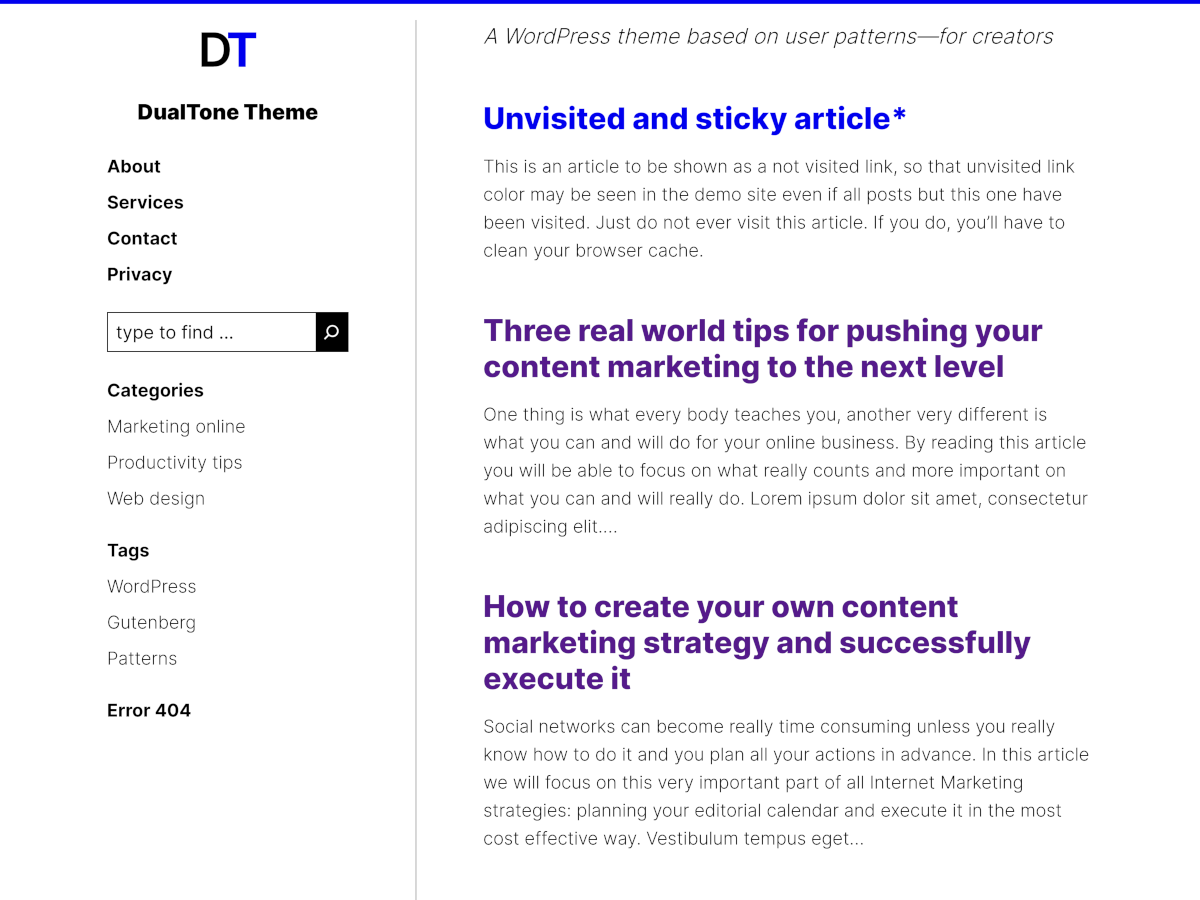 DT
DualTone Theme
About
Services
Contact
Privacy
type to find ...
Categories
Marketing online
Productivity tips
Web design
Tags
WordPress
Gutenberg
Patterns
Error 404
A WordPress theme based on user patterns—for creators
Unvisited and sticky article*
This is an article to be shown as a not visited link, so that unvisited link
color may be seen in the demo site even if all posts but this one have
been visited. Just do not ever visit this article. If you do, you’ll have to
clean your browser cache.
Three real world tips for pushing your
content marketing to the next level
One thing is what every body teaches you, another very different is
what you can and will do for your online business. By reading this article
you will be able to focus on what really counts and more important on
what you can and will really do. Lorem ipsum dolor sit amet, consectetur
adipiscing elit....
How to create your own content
marketing strategy and successfully
execute it
Social networks can become really time consuming unless you really
know how to do it and you plan all your actions in advance. In this article
we will focus on this very important part of all Internet Marketing
strategies: planning your editorial calendar and execute it in the most
cost effective way. Vestibulum tempus eget...